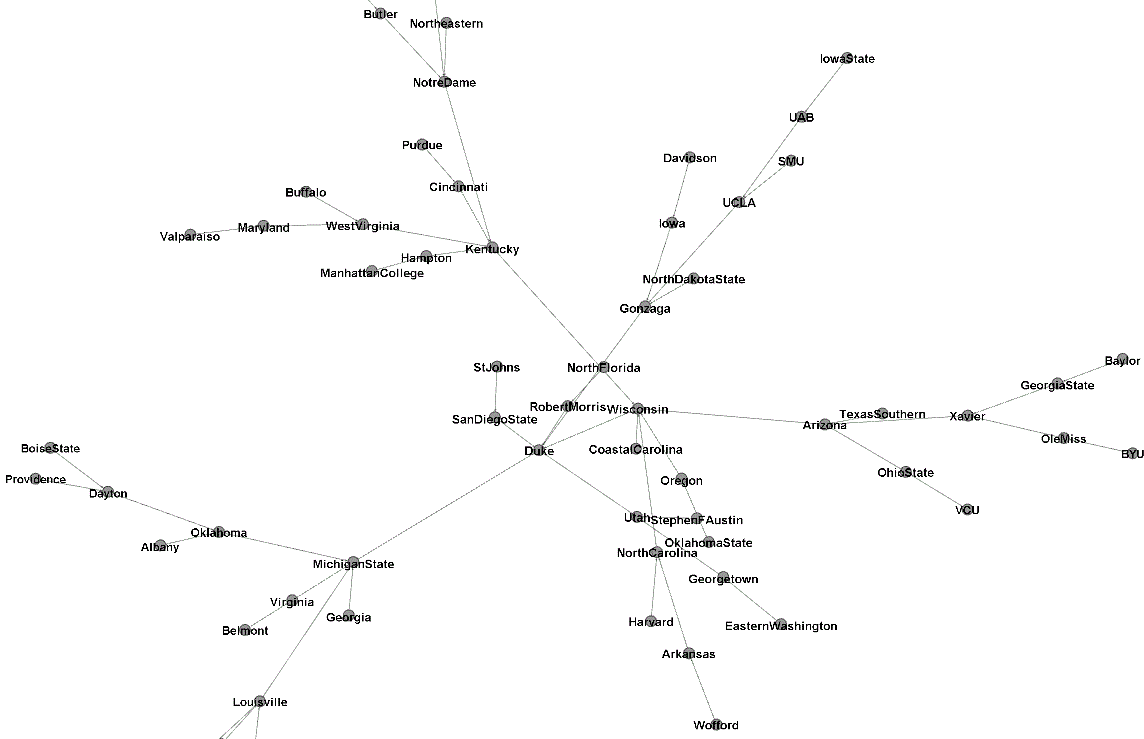 Butler
Northeastern
IowaState
NotreDame
UAB
Purdue
Davidson
SMU
Cincinnati
Buffalo
UCLA
Iowa
WestVirginia
Maryland
Valparaiso
Kentucky
Hampton
ManhattanCollege
NorthDakotaState
Gonzaga
Baylor
StJohns
NorthFlorida
GeorgiaState
RobertMorris
Wisconsin
TexasSouthern
Xavier
SanDiegoState
Arizona
OleMiss
BoiseState
Duke
CoastalCarolina
BYU
Providence
OhioState
Oregon
Dayton
VCU
Utah
StephenFAustin
Oklahoma
OklahomaState
Albany
NorthCarolina
MichiganState
Georgetown
Virginia
Georgia
Harvard
EasternWashington
Belmont
Arkansas
Louisville
Wofford